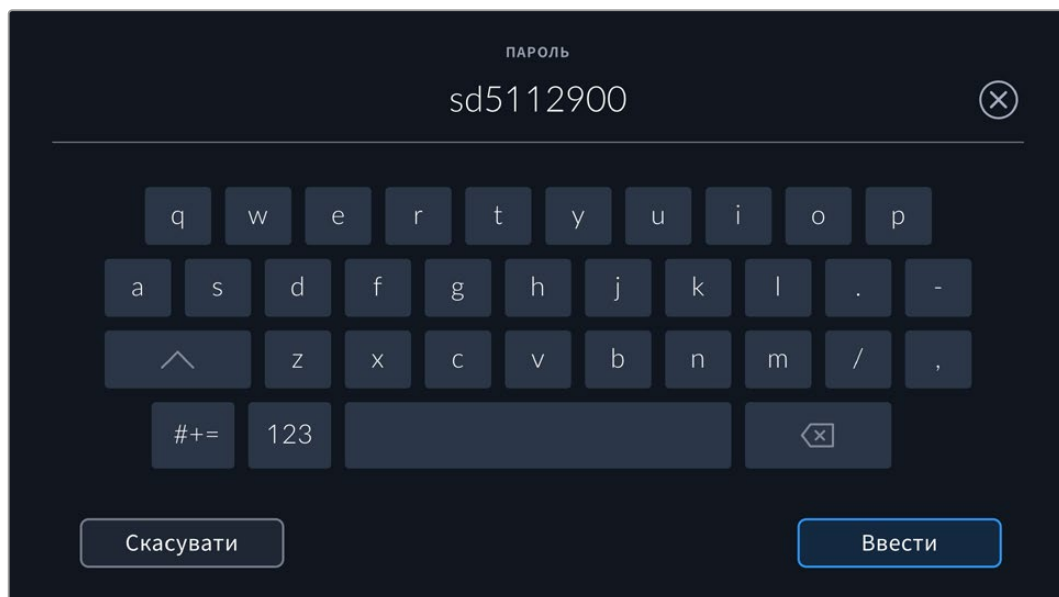 ПАРОЛЬ
sd5112900
q w e r t y u i o p
a s d f g h j k l . -
z x c v b n m / ,
#+= 123
Скасувати Ввести